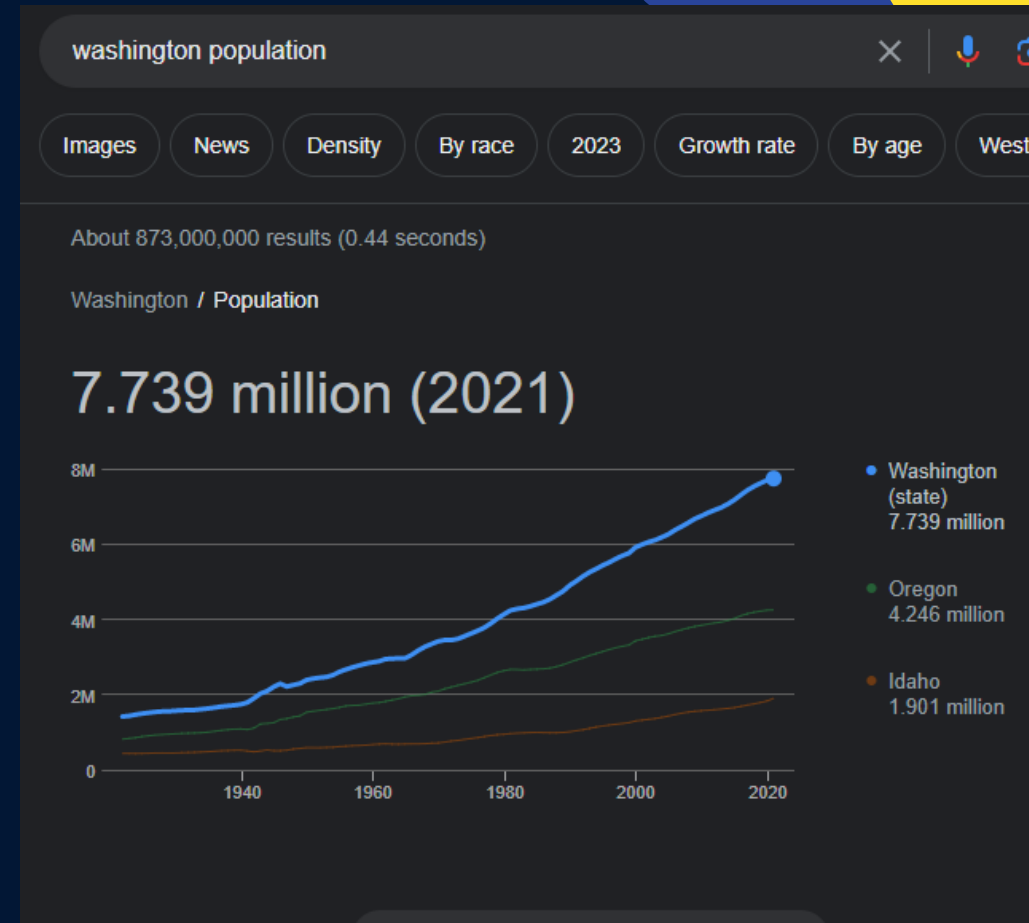 washington population
Images News Density By race 2023 Growth rate By age West
About 873,000,000 results (0.44 seconds)
Washington / Population
7.739 million (2021)
8M
6M
4M
2M
0
1940 1960 1980 2000 2020
Washington
(state)
7.739 million
Oregon
4.246 million
Idaho
1.901 million